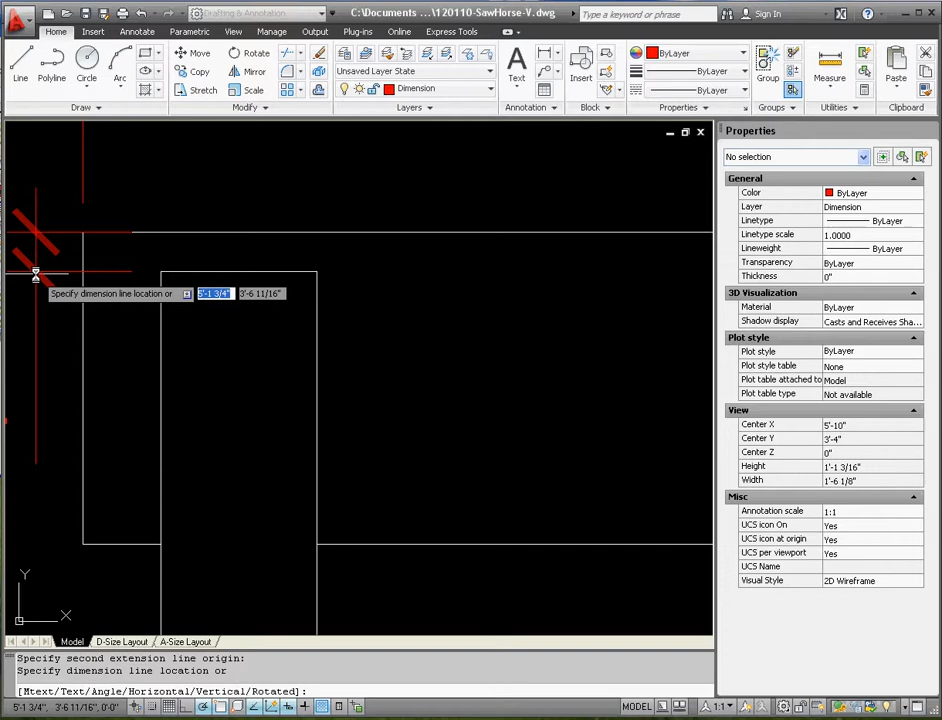 Drafting & Annotation
C:\Documents ...\120110-SawHorse-V.dwg
Type a keyword or phrase
Sign In
Home
Insert
Annotate
Parametric
View
Manage
Output
Plug-ins
Online
Express Tools
Line
Polyline
Circle
Arc
Draw
Move
Rotate
Copy
Mirror
Stretch
Scale
Modify
Unsaved Layer State
Dimension
Layers
Text
Annotation
Insert
Block
ByLayer
ByLayer
ByLayer
Properties
Group
Groups
Measure
Utilities
Paste
Clipboard
Properties
No selection
General
Color ByLayer
Layer Dimension
Linetype ByLayer
Linetype scale 1.0000
Lineweight ByLayer
Transparency ByLayer
Thickness 0"
3D Visualization
Material ByLayer
Shadow display Casts and Receives Sha...
Plot style
Plot style ByLayer
Plot style table None
Plot table attached to Model
Plot table type Not available
View
Center X 5'-10"
Center Y 3'-4"
Center Z 0"
Height 1'-1 3/16"
Width 1'-6 1/8"
Misc
Annotation scale 1:1
UCS icon On Yes
UCS icon at origin Yes
UCS per viewport Yes
UCS Name
Visual Style 2D Wireframe
Specify dimension line location or 5'-1 3/4" 3'-6 11/16"
Y
X
Model
D-Size Layout
A-Size Layout
Specify second extension line origin:
Specify dimension line location or
[Mtext/Text/Angle/Horizontal/Vertical/Rotated]:
5'-1 3/4", 3'-6 11/16", 0'-0"
MODEL
1:1